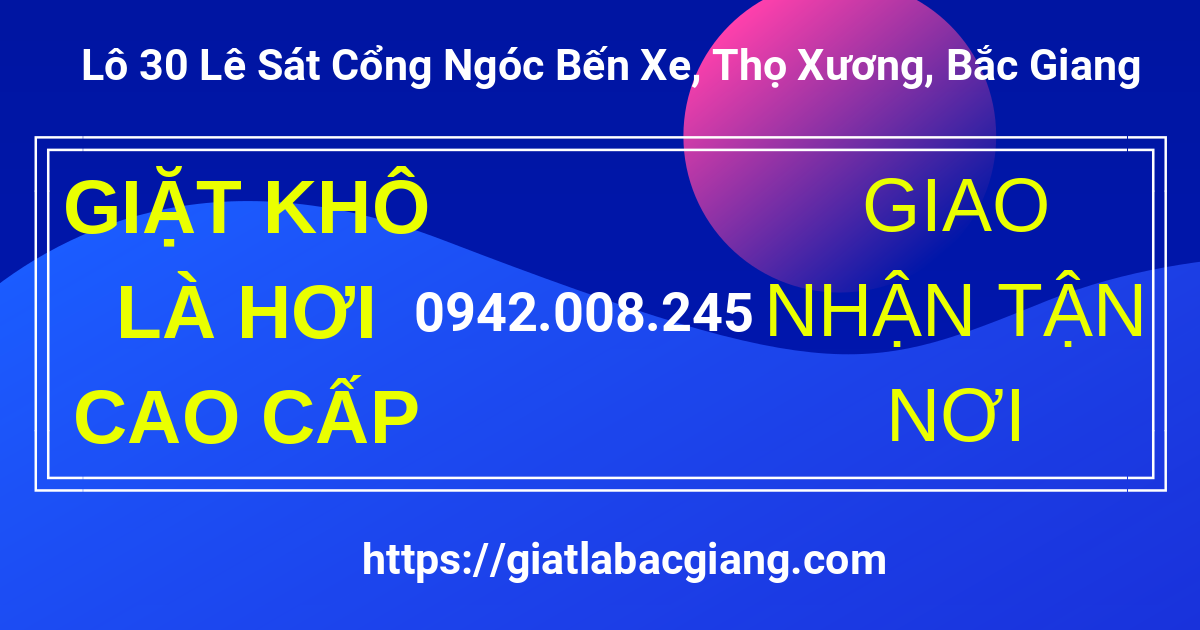 Lô 30 Lê Sát Cổng Ngóc Bến Xe, Thọ Xương, Bắc Giang
GIẶT KHÔ
LÀ HƠI
CAO CẤP
0942.008.245
GIAO
NHẬN TẬN
NƠI
https://giatlabacgiang.com